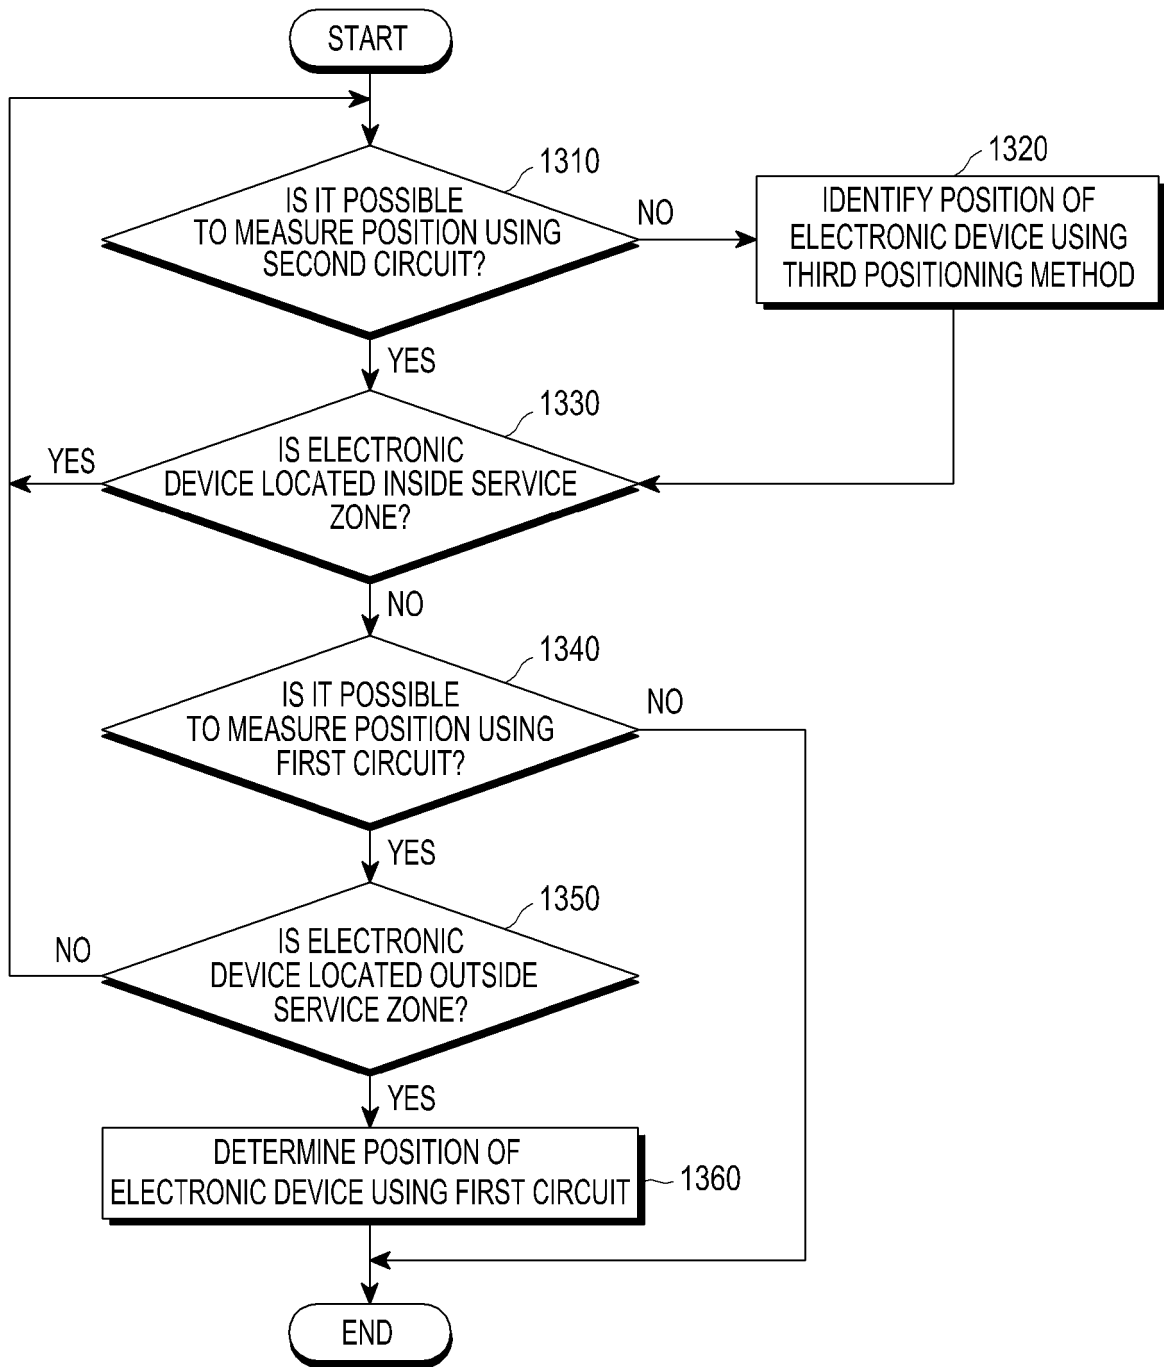 START
1310
IS IT POSSIBLE
TO MEASURE POSITION USING
SECOND CIRCUIT?
NO
1320
IDENTIFY POSITION OF
ELECTRONIC DEVICE USING
THIRD POSITIONING METHOD
YES
1330
IS ELECTRONIC
DEVICE LOCATED INSIDE SERVICE
ZONE?
YES
NO
1340
IS IT POSSIBLE
TO MEASURE POSITION USING
FIRST CIRCUIT?
NO
YES
1350
IS ELECTRONIC
DEVICE LOCATED OUTSIDE
SERVICE ZONE?
NO
YES
DETERMINE POSITION OF
ELECTRONIC DEVICE USING FIRST CIRCUIT
1360
END